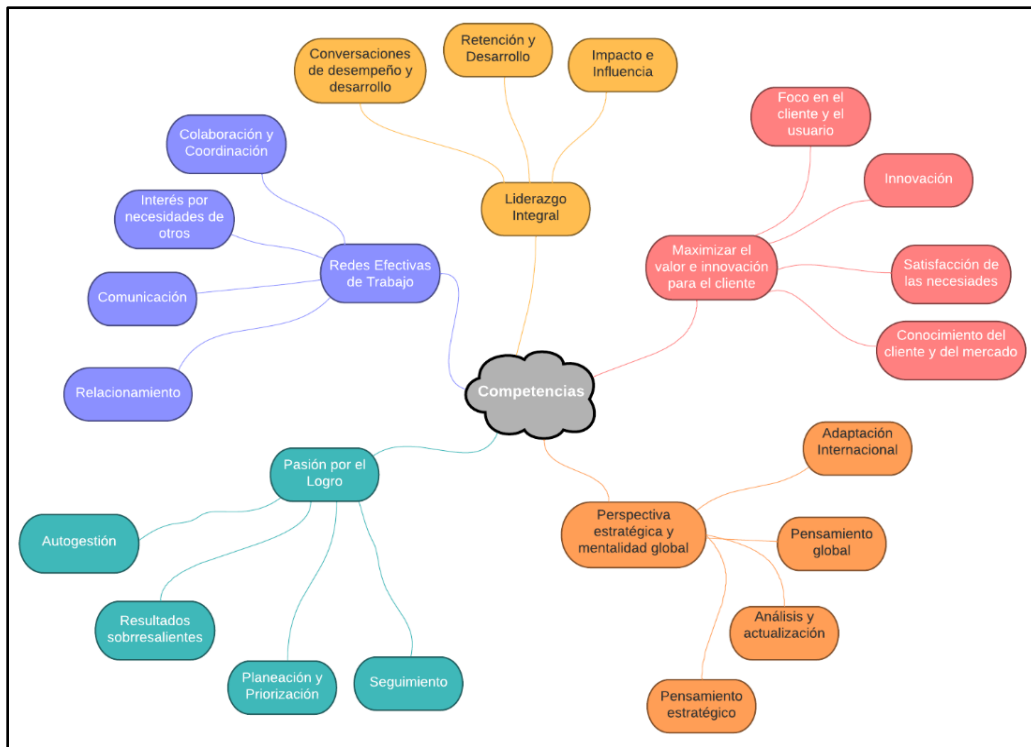 Conversaciones
de desempeño y
desarrollo
Retención y
Desarrollo
Impacto e
Influencia
Liderazgo
Integral
Foco en el
cliente y el
usuario
Innovación
Satisfacción de
las necesiades
Conocimiento del
cliente y del mercado
Maximizar el
valor e innovación
para el cliente
Colaboración y
Coordinación
Interés por
necesidades de
otros
Comunicación
Relacionamiento
Redes Efectivas
de Trabajo
Competencias
Pasión por el
Logro
Autogestión
Resultados
sobrresalientes
Planeación y
Priorización
Seguimiento
Perspectiva
estratégica y
mentalidad global
Adaptación
Internacional
Pensamiento
global
Análisis y
actualización
Pensamiento
estratégico